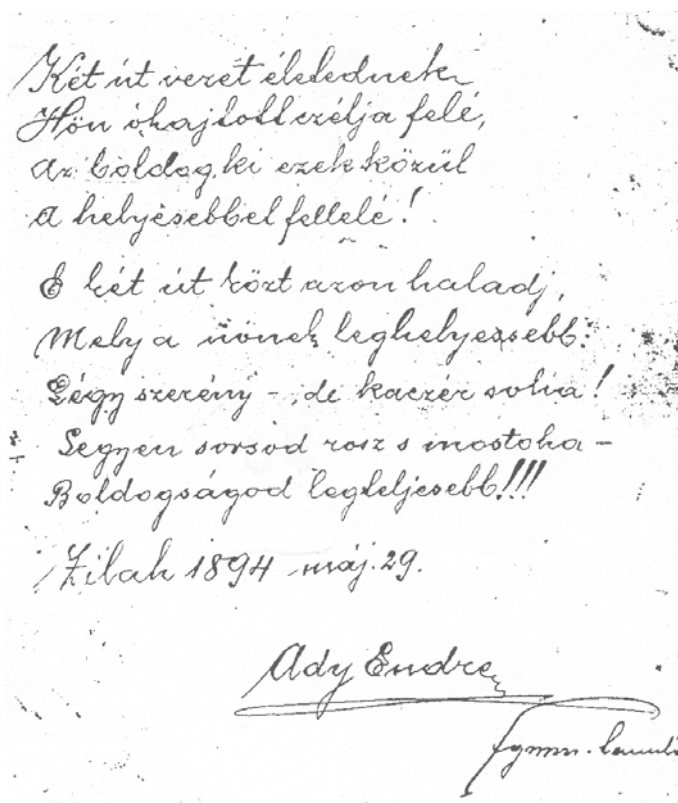 Két út vezet életednek
Hőn óhajtott czélja felé,
Az boldog, ki ezek közül
A helyesebbel fellelé!
E két út közt azon haladj,
Mely a nőnek leghelyessebb:
Légy szerény -, de kaczér soha!
Legyen sorsod rosz s mostoha -
Boldogságod legteljesebb!!!
Zilah 1894 máj. 29.
Ady Endre